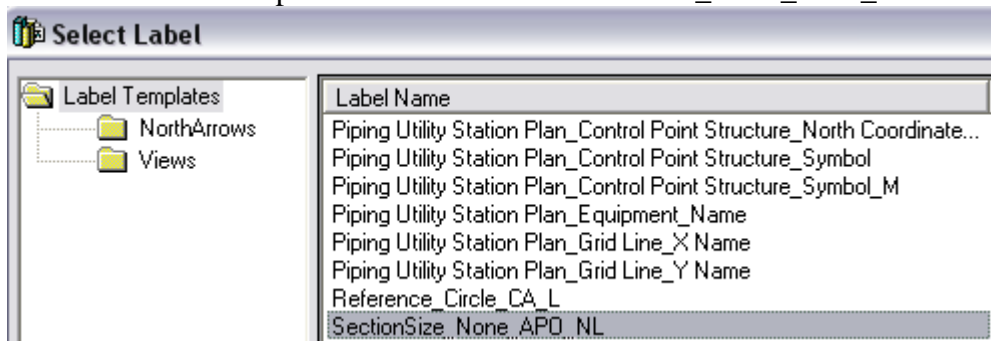 Select Label
Label Templates
NorthArrows
Views
Label Name
Piping Utility Station Plan_Control Point Structure_North Coordinate...
Piping Utility Station Plan_Control Point Structure_Symbol
Piping Utility Station Plan_Control Point Structure_Symbol_M
Piping Utility Station Plan_Equipment_Name
Piping Utility Station Plan_Grid Line_X Name
Piping Utility Station Plan_Grid Line_Y Name
Reference_Circle_CA_L
SectionSize_None_APO_NL